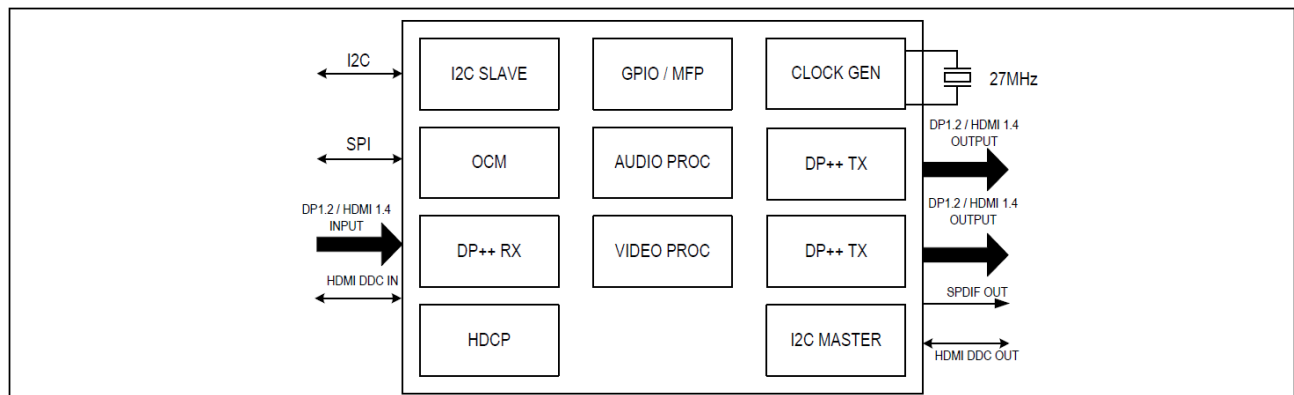 I2C
I2C SLAVE
GPIO / MFP
CLOCK GEN
27MHz
SPI
OCM
AUDIO PROC
DP++ TX
DP1.2 / HDMI 1.4
OUTPUT
DP1.2 / HDMI 1.4
INPUT
DP++ RX
VIDEO PROC
DP++ TX
DP1.2 / HDMI 1.4
OUTPUT
HDMI DDC IN
SPDIF OUT
HDCP
I2C MASTER
HDMI DDC OUT